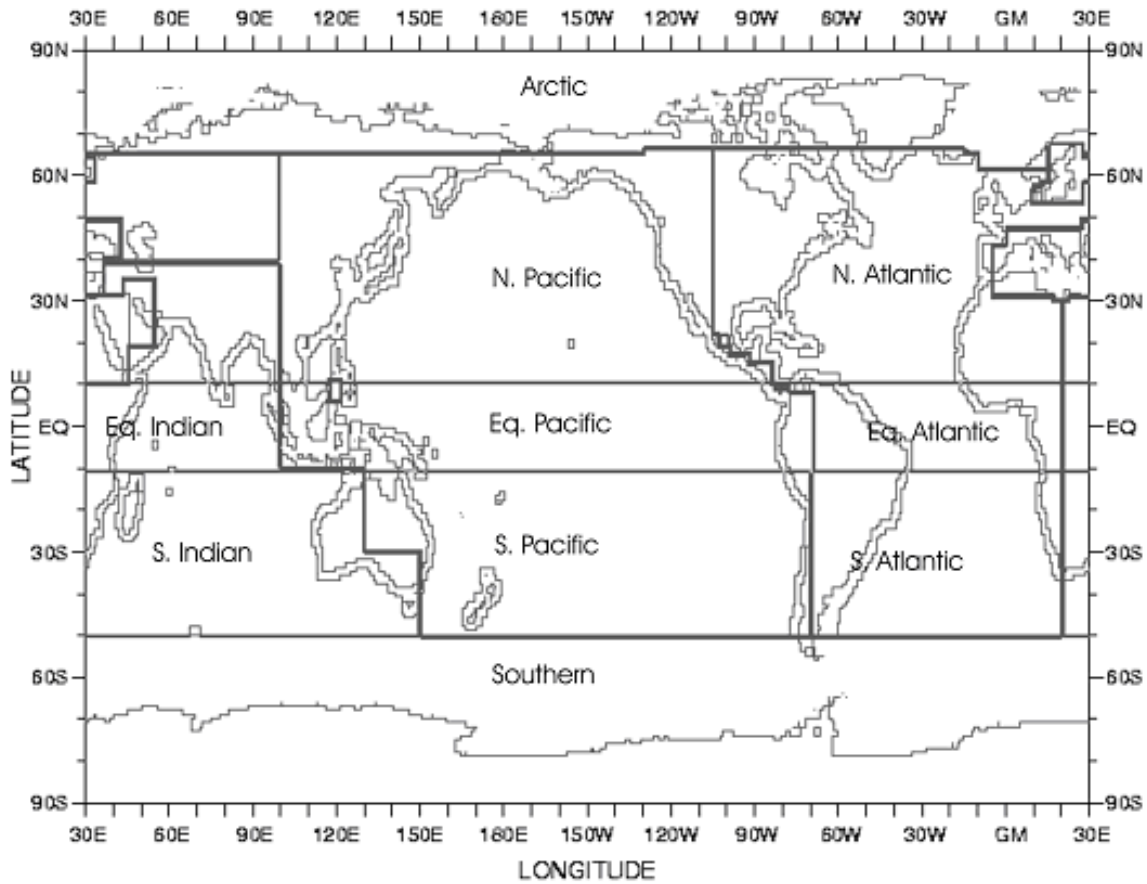 30E 60E 90E 120E 150E 160E 150W 120W 90W 60W 30W GM 30E
90N 90N
Arctic
60N 60N
N. Pacific N. Atlantic
30N 30N
LATITUDE
EQ Eq. Indian Eq. Pacific Eq. Atlantic EQ
30S S. Indian S. Pacific S. Atlantic 30S
Southern
60S 60S
90S 90S
30E 60E 90E 120E 150E 160E 150W 120W 90W 60W 30W GM 30E
LONGITUDE